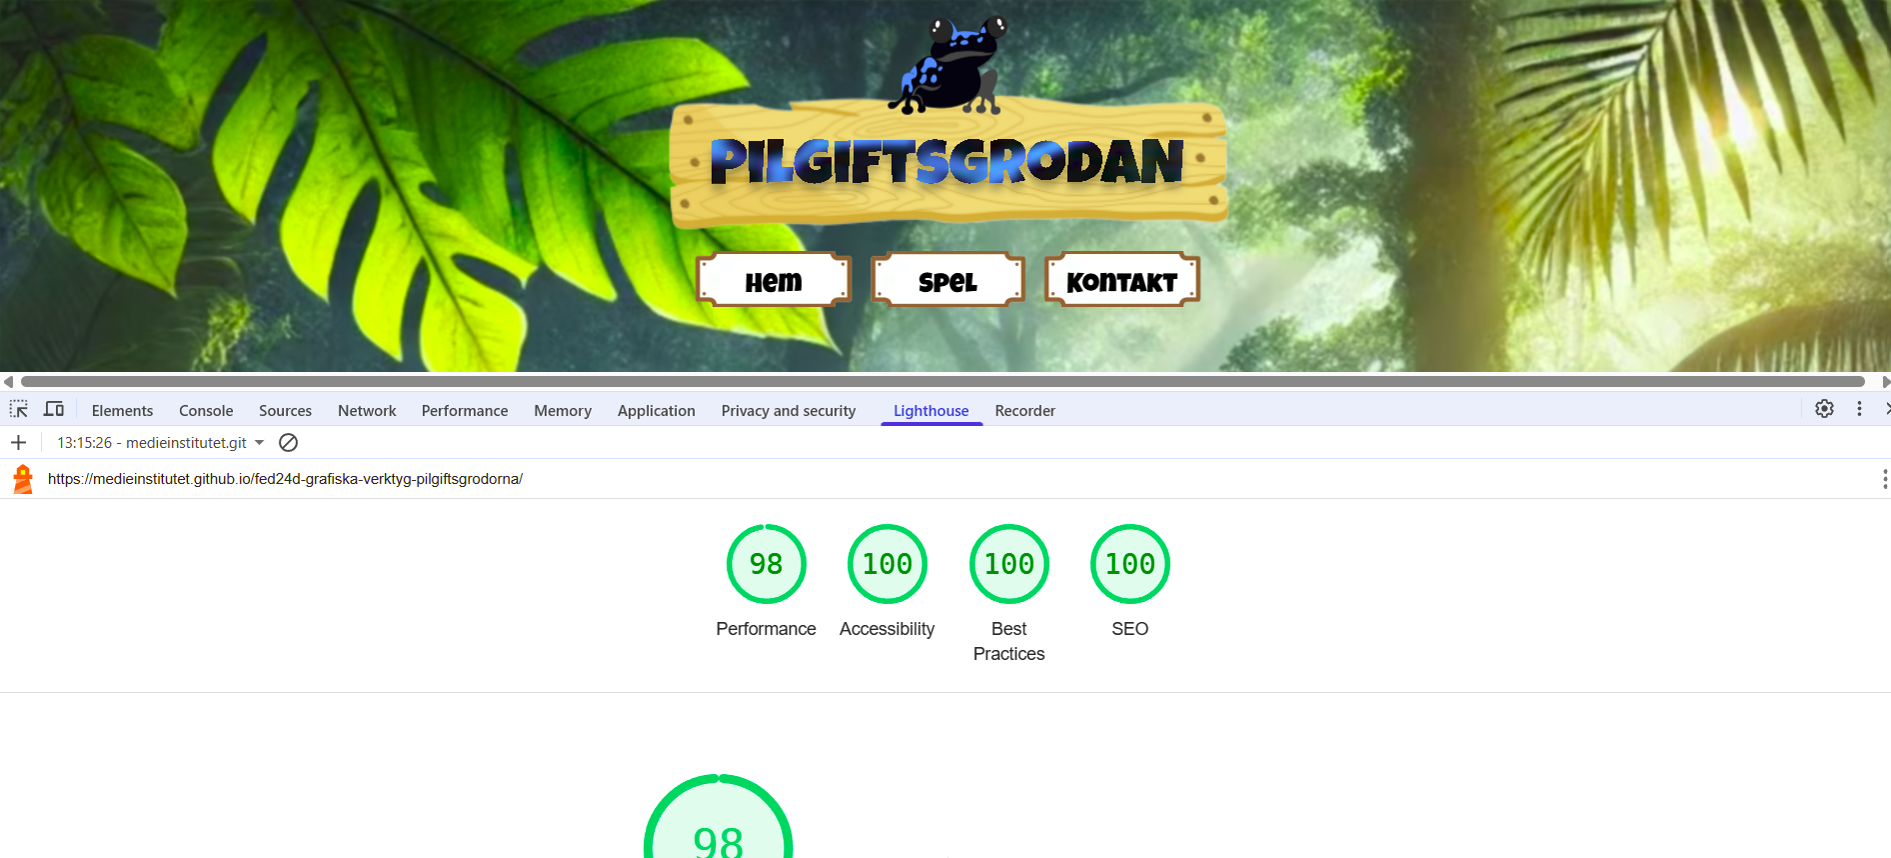 PILGIFTSGRODAN
Hem Spel Kontakt
Elements Console Sources Network Performance Memory Application Privacy and security Lighthouse Recorder
13:15:26 - medieinstitutet.git
https://medieinstitutet.github.io/fed24d-grafiska-verktyg-pilgiftsgrodorna/
98 100 100 100
Performance Accessibility Best Practices SEO
98